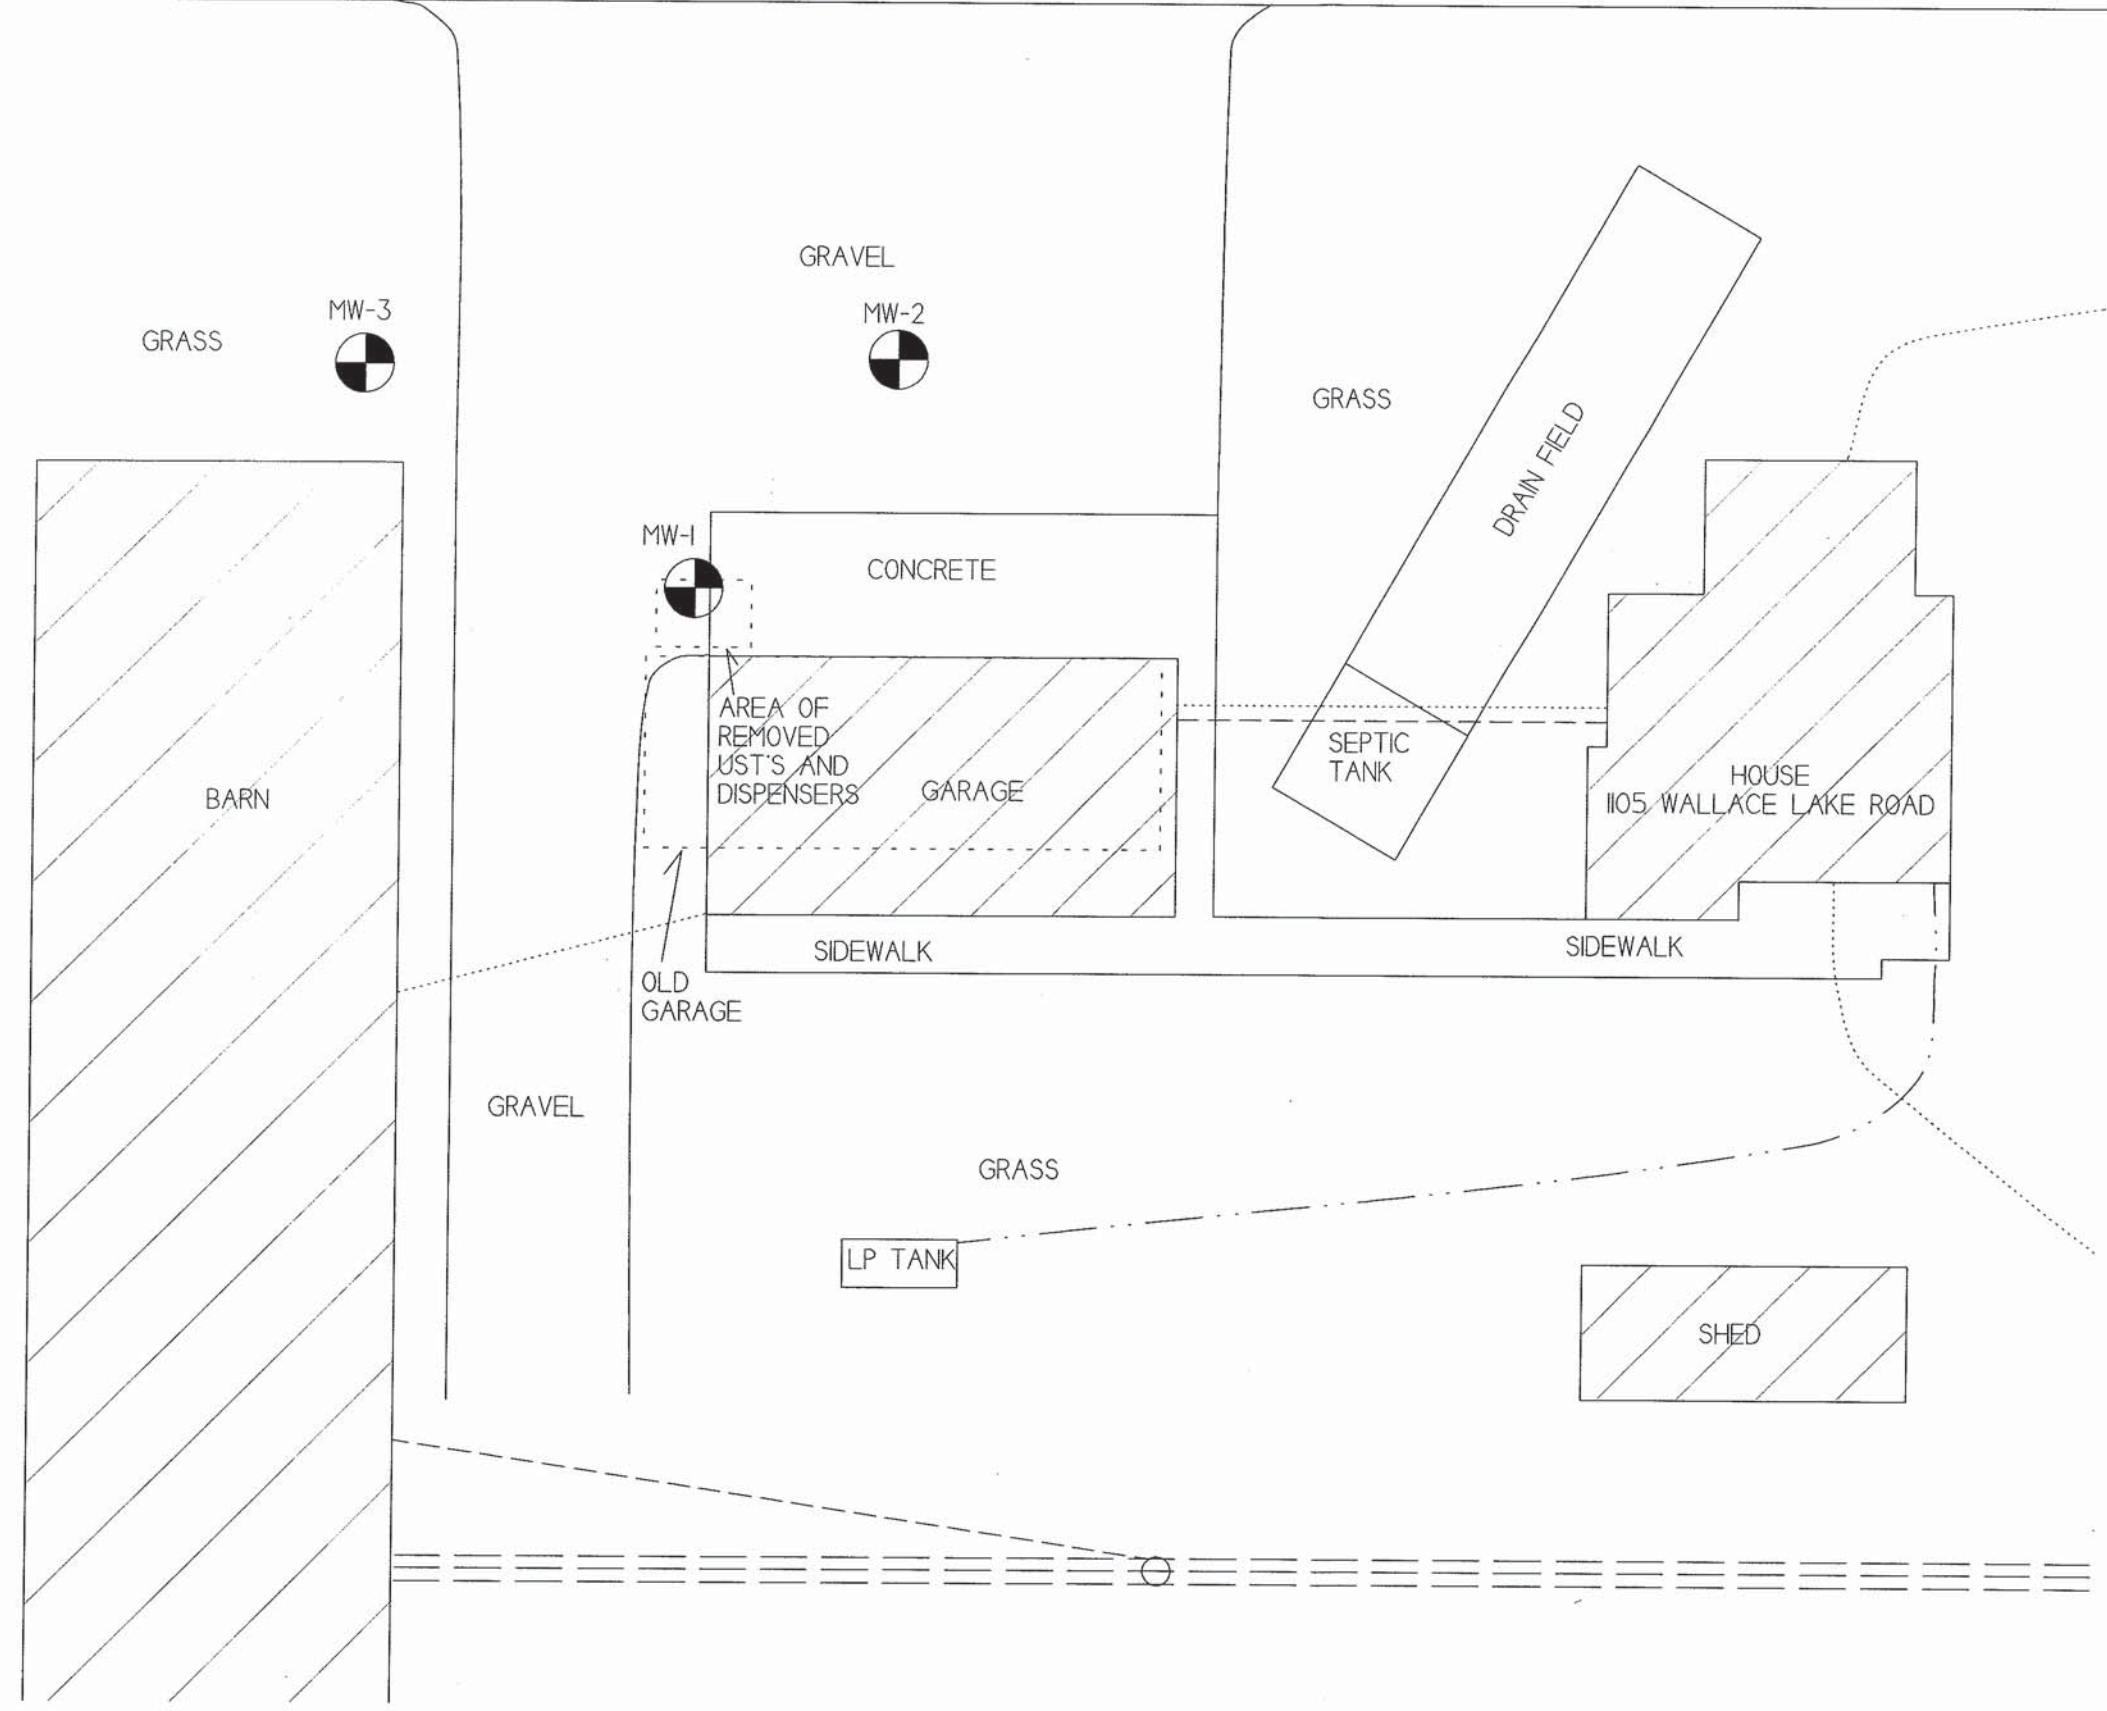 GRAVEL
MW-3
MW-2
GRASS
GRASS
DRAIN FIELD
MW-1
CONCRETE
AREA OF
REMOVED
UST'S AND
DISPENSERS
GARAGE
SEPTIC
TANK
BARN
HOUSE
1105 WALLACE LAKE ROAD
SIDEWALK
SIDEWALK
OLD
GARAGE
GRAVEL
GRASS
LP TANK
SHED